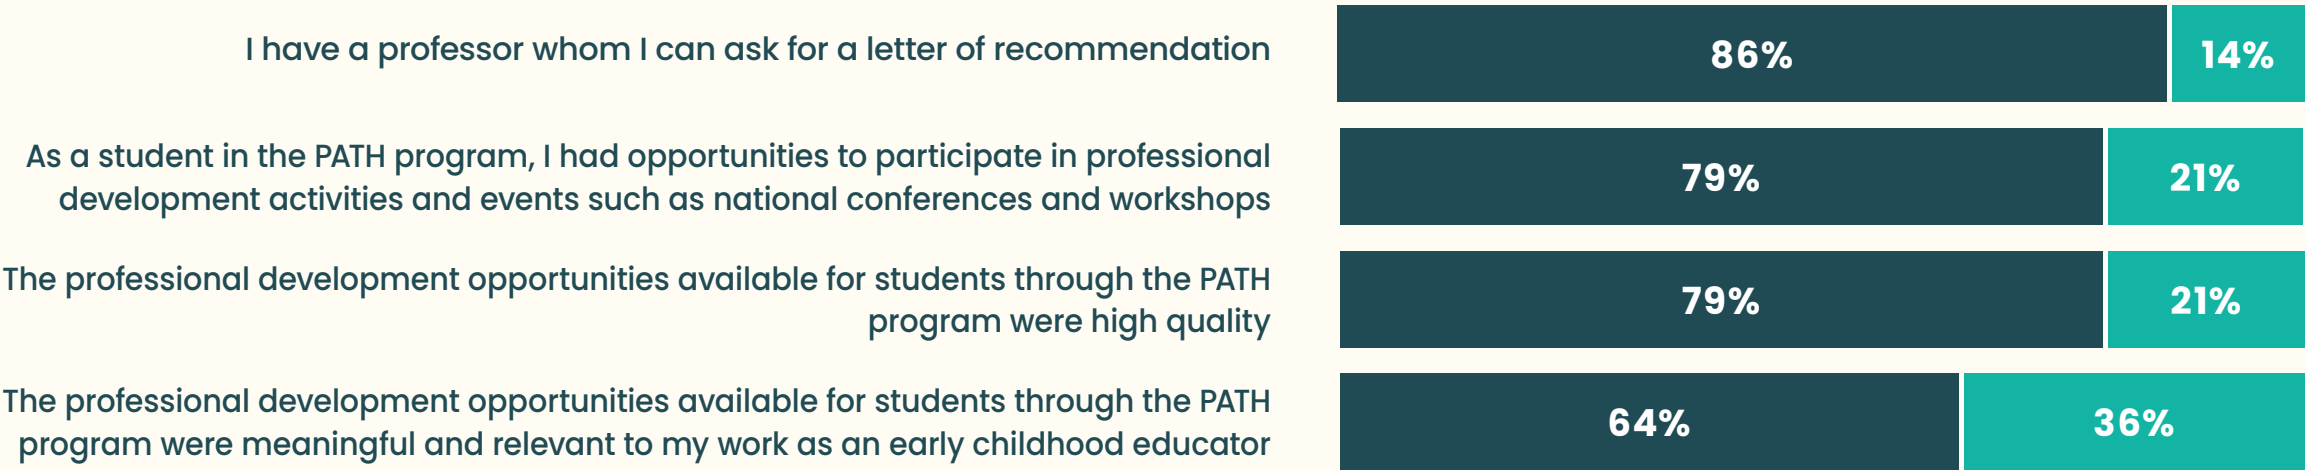 I have a professor whom I can ask for a letter of recommendation
86%
14%
As a student in the PATH program, I had opportunities to participate in professional
development activities and events such as national conferences and workshops
79%
21%
The professional development opportunities available for students through the PATH
program were high quality
79%
21%
The professional development opportunities available for students through the PATH
program were meaningful and relevant to my work as an early childhood educator
64%
36%